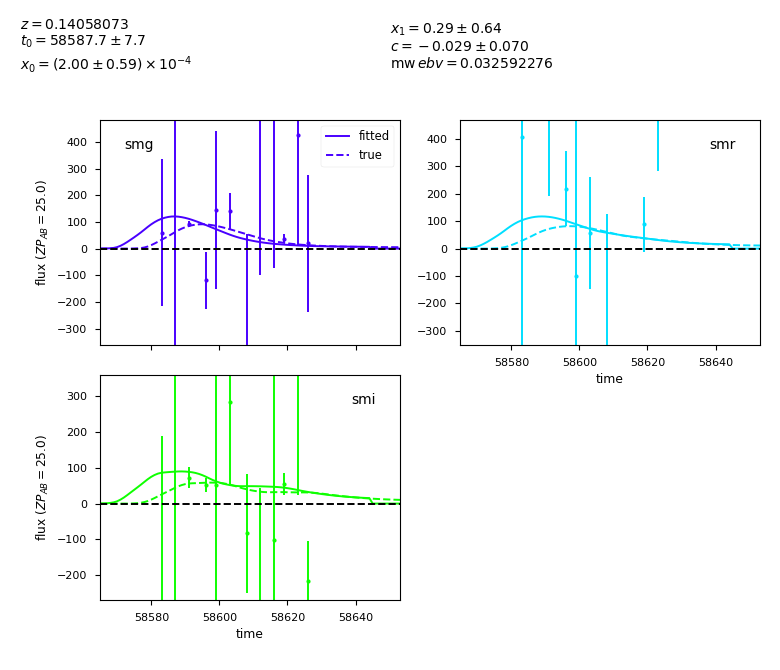 z = 0.14058073
t₀ = 58587.7 ± 7.7
x₀ = (2.00 ± 0.59) × 10⁻⁴
x₁ = 0.29 ± 0.64
c = −0.029 ± 0.070
mw ebv = 0.032592276
smg
fitted
true
400
300
200
100
0
−100
−200
−300
flux (ZP_AB = 25.0)
smr
400
300
200
100
0
−100
−200
−300
58580 58600 58620 58640
time
smi
300
200
100
0
−100
−200
flux (ZP_AB = 25.0)
58580 58600 58620 58640
time